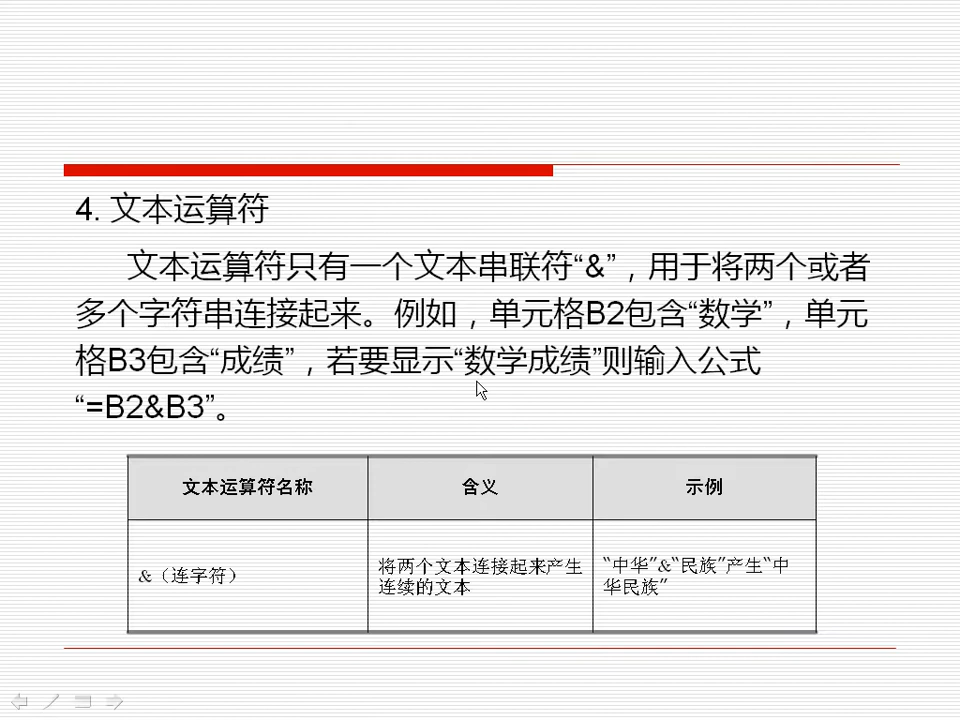 4. 文本运算符
文本运算符只有一个文本串联符“&”，用于将两个或者
多个字符串连接起来。例如，单元格B2包含“数学”，单元
格B3包含“成绩”，若要显示“数学成绩”则输入公式
“=B2&B3”。
文本运算符名称 含义 示例
&（连字符）
将两个文本连接起来产生
连续的文本
“中华”&“民族”产生“中
华民族”